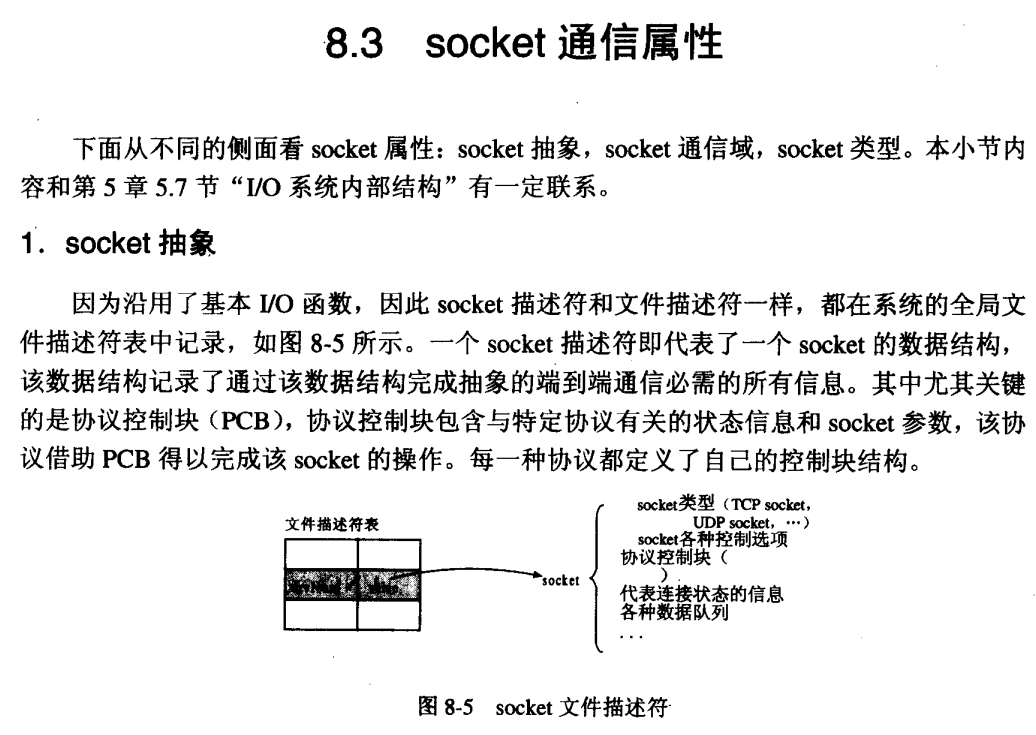 8.3 socket 通信属性
下面从不同的侧面看 socket 属性：socket 抽象，socket 通信域，socket 类型。本小节内
容和第 5 章 5.7 节“I/O 系统内部结构”有一定联系。
1. socket 抽象
因为沿用了基本 I/O 函数，因此 socket 描述符和文件描述符一样，都在系统的全局文
件描述符表中记录，如图 8-5 所示。一个 socket 描述符即代表了一个 socket 的数据结构，
该数据结构记录了通过该数据结构完成抽象的端到端通信必需的所有信息。其中尤其关键
的是协议控制块（PCB），协议控制块包含与特定协议有关的状态信息和 socket 参数，该协
议借助 PCB 得以完成该 socket 的操作。每一种协议都定义了自己的控制块结构。
文件描述符表
socket
socket类型（TCP socket,
UDP socket, …）
socket各种控制选项
协议控制块（
）
代表连接状态的信息
各种数据队列
...
图 8-5 socket 文件描述符